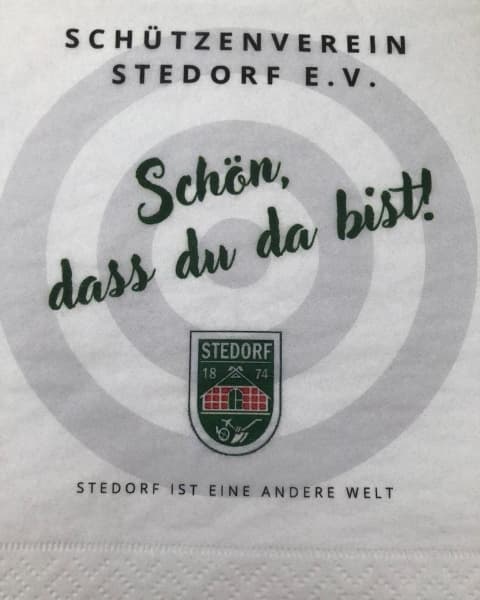 SCHÜTZENVEREIN
STEDORF E.V.
Schön,
dass du da bist!
STEDORF
18 74
STEDORF IST EINE ANDERE WELT